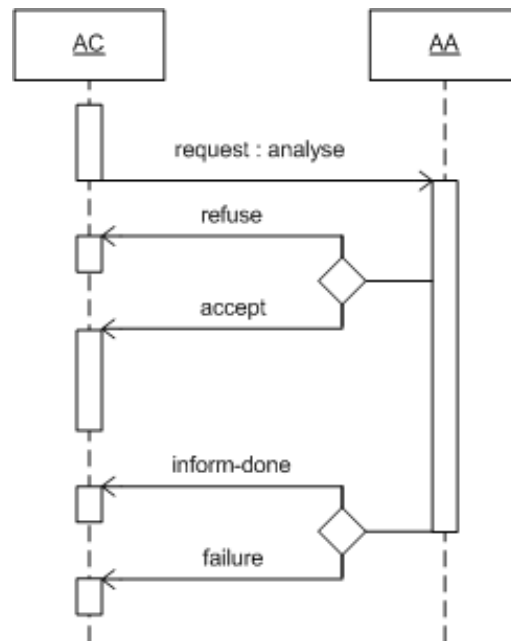 AC
AA
request : analyse
refuse
accept
inform-done
failure